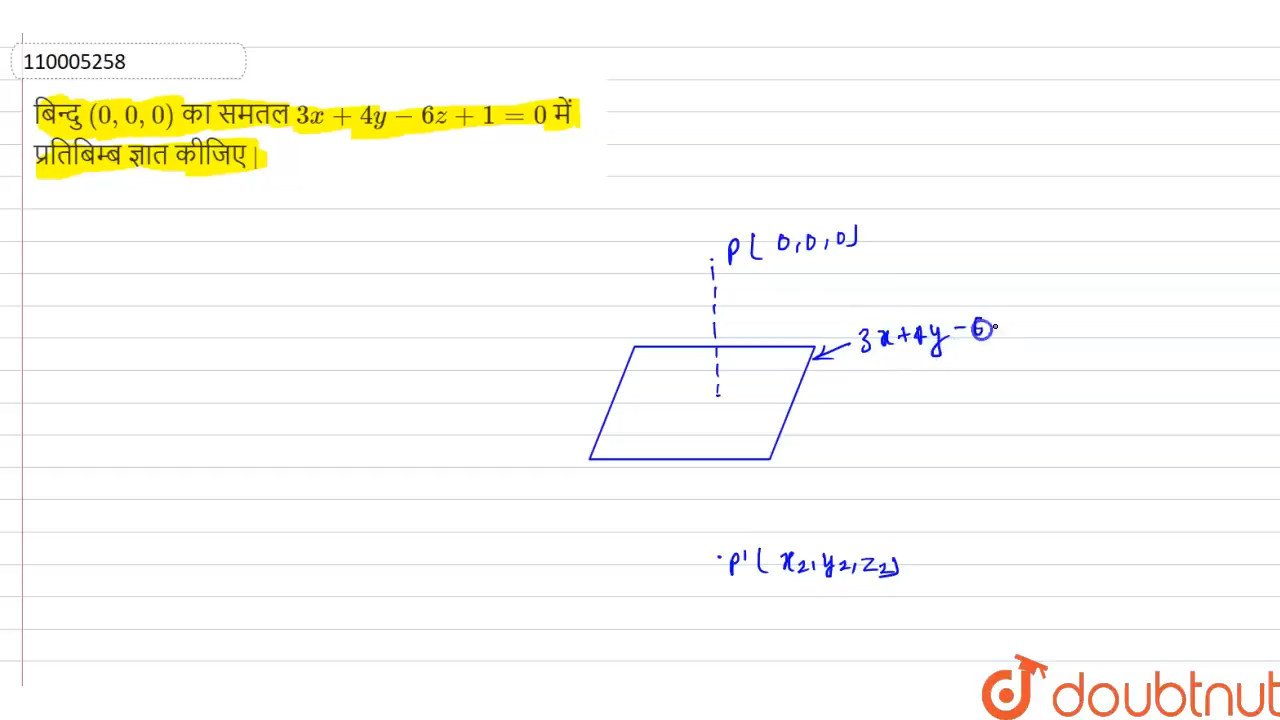 110005258
बिन्दु (0, 0, 0) का समतल 3x + 4y − 6z + 1 = 0 में
प्रतिबिम्ब ज्ञात कीजिए|
P( 0,0,0)
3x+4y-6
P'( x2,y2,z2)
doubtnut